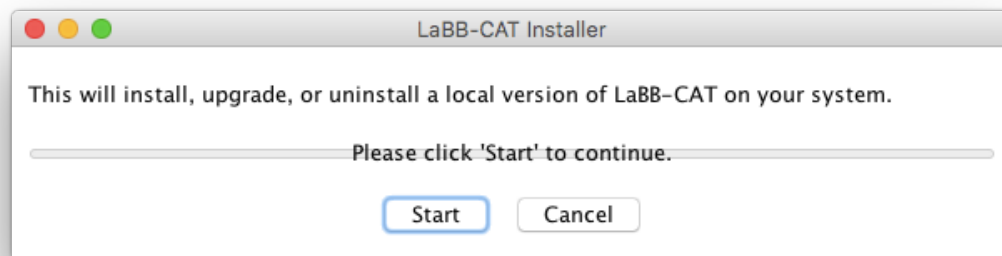 LaBB-CAT Installer
This will install, upgrade, or uninstall a local version of LaBB-CAT on your system.
Please click 'Start' to continue.
Start Cancel